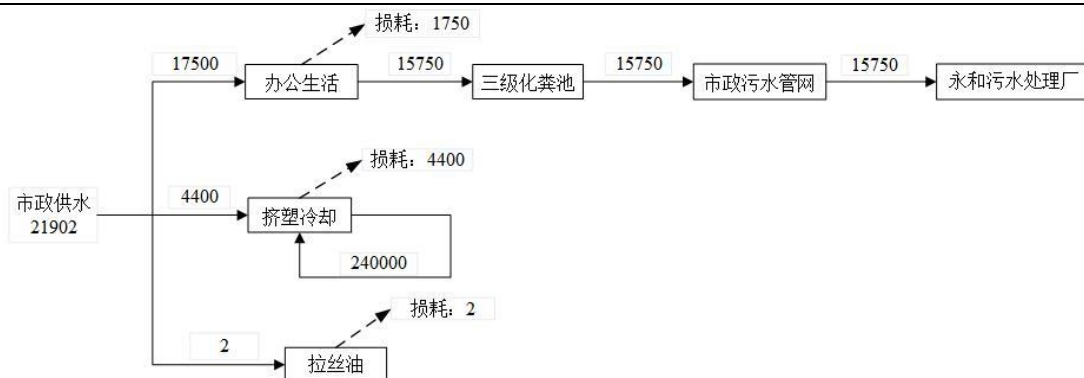 损耗：1750
17500
办公生活
15750
三级化粪池
15750
市政污水管网
15750
永和污水处理厂
损耗：4400
市政供水
21902
4400
挤塑冷却
240000
损耗：2
2
拉丝油